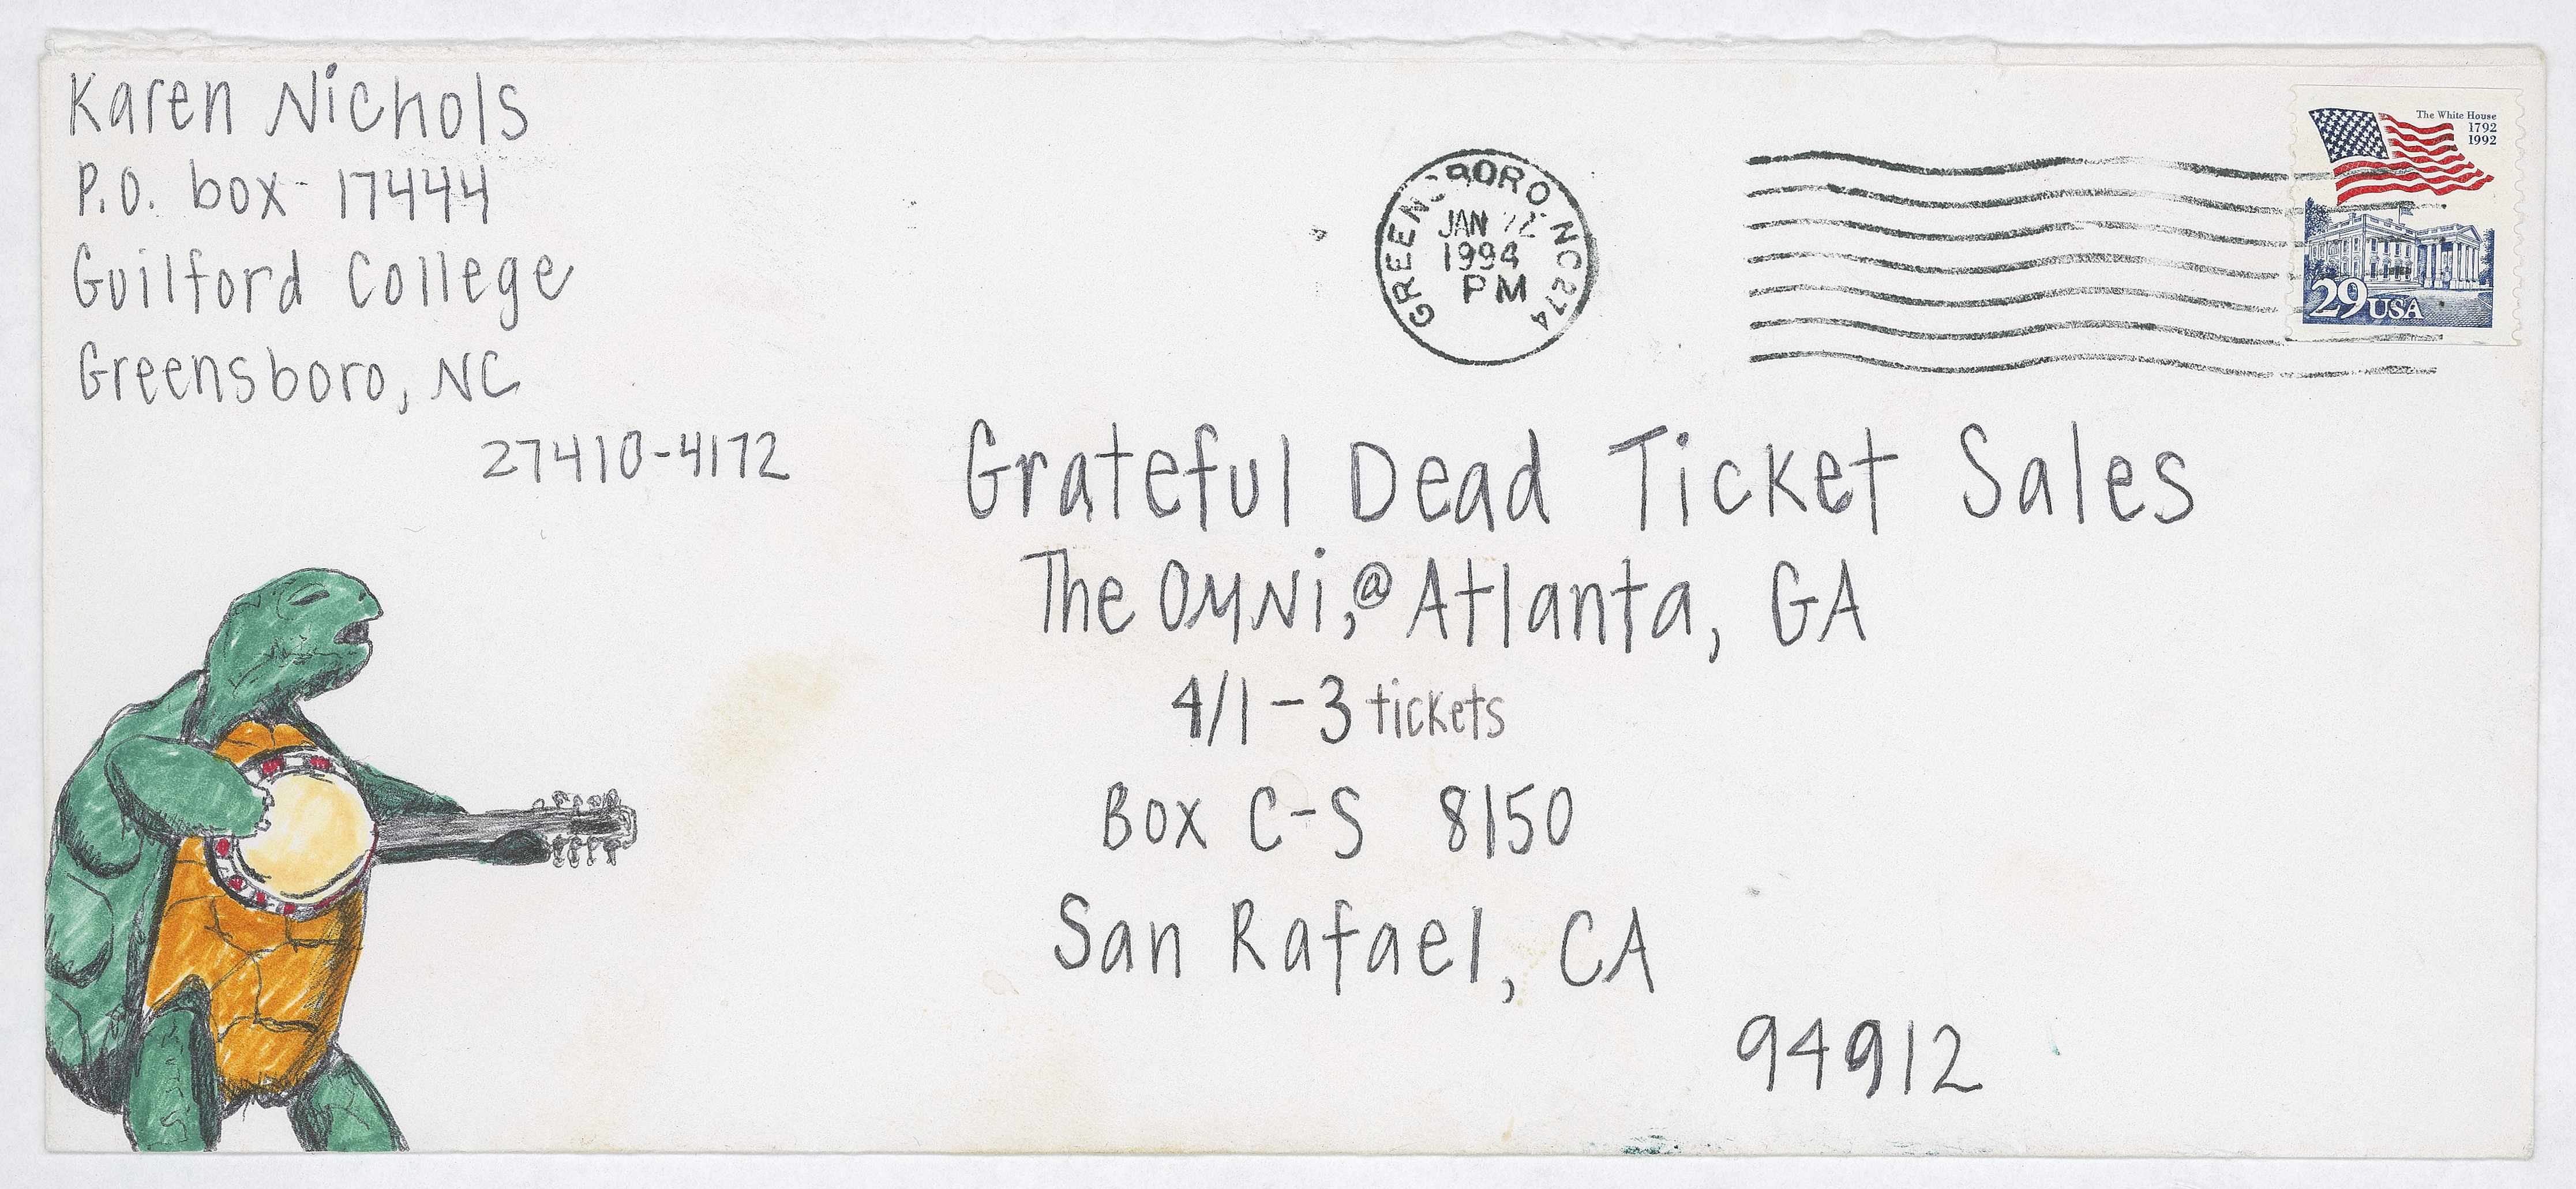 Karen Nichols
P.O. box 17444
Guilford College
Greensboro, NC
27410-4172
GREENSBORO NC 274
JAN
1994
PM
The White House
1792
1992
29 USA
Grateful Dead Ticket Sales
The OMNi, @ Atlanta, GA
4/1 - 3 tickets
Box C-S 8150
San Rafael, CA
94912